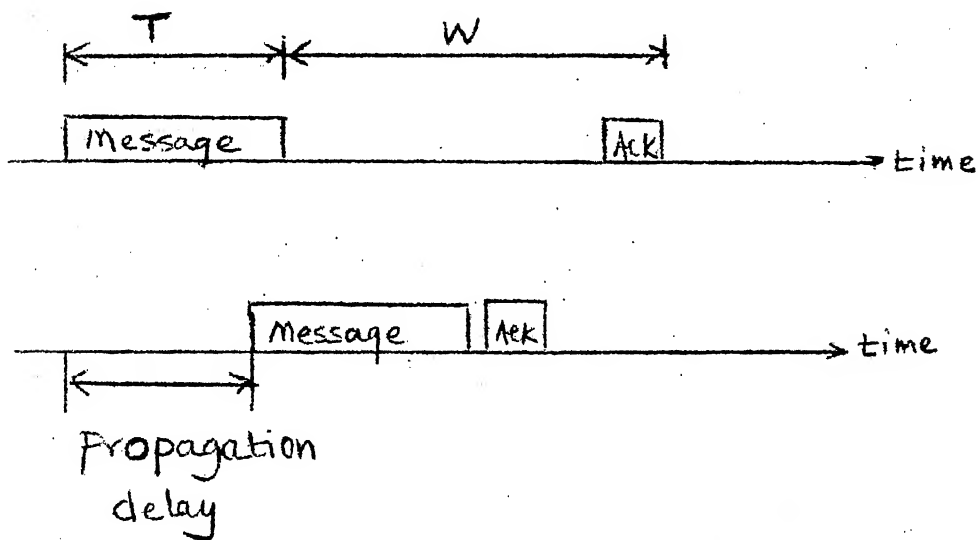 T W
Message Ack
time
Message Ack
time
Propagation
delay